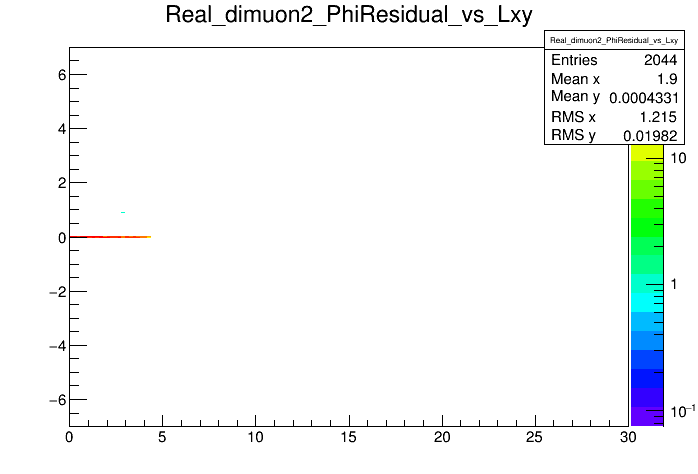 Real_dimuon2_PhiResidual_vs_Lxy
Real_dimuon2_PhiResidual_vs_Lxy
Entries 2044
Mean x 1.9
Mean y 0.0004331
RMS x 1.215
RMS y 0.01982
6
4
2
0
−2
−4
−6
0 5 10 15 20 25 30
10
1
10⁻¹